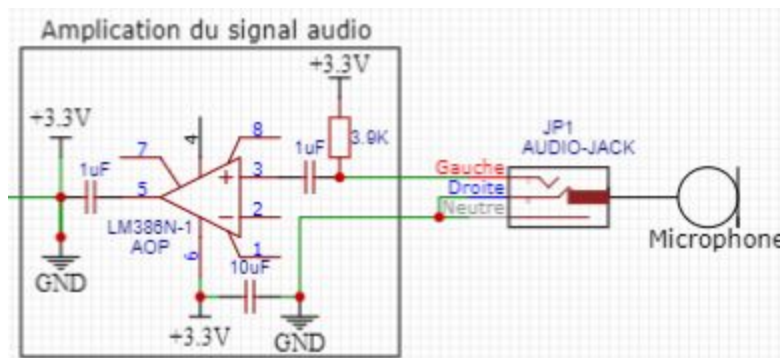 Amplication du signal audio
+3.3V
+3.3V
4
8
3.9K
JP1
AUDIO-JACK
7
1uF
1uF
3
+
Gauche
5
Droite
LM386N-1
−
2
Neutre
AOP
6
1
Microphone
GND
10uF
+3.3V
GND